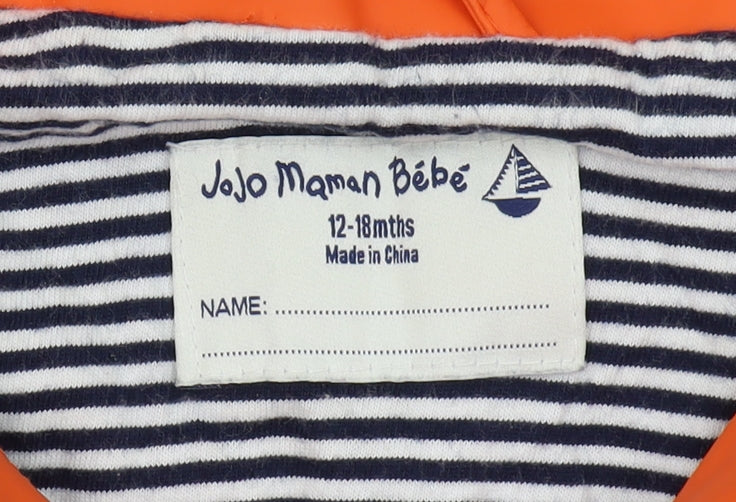 JoJo Maman Bébé
12-18mths
Made in China
NAME: